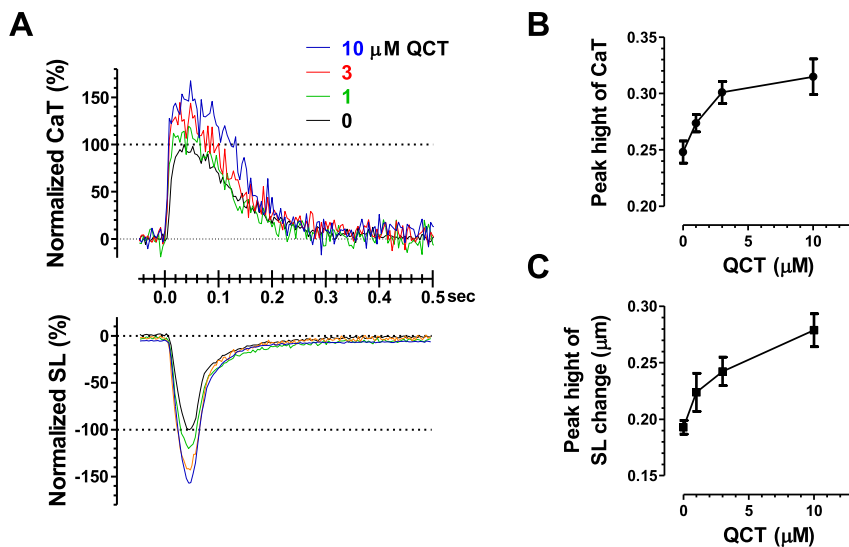 A
10 μM QCT
3
1
0
Normalized CaT (%)
150
100
50
0
0.0 0.1 0.2 0.3 0.4 0.5 sec
Normalized SL (%)
0
-50
-100
-150
B
Peak hight of CaT
0.35
0.30
0.25
0.20
0 5 10
QCT (μM)
C
Peak hight of
SL change (μm)
0.30
0.25
0.20
0.15
0 5 10
QCT (μM)